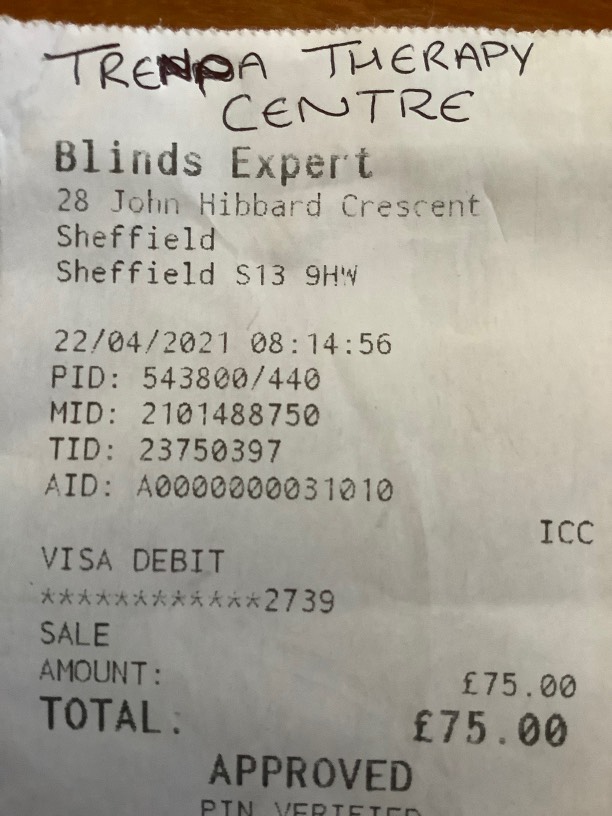 THERAPY
CENTRE
Blinds Expert
28 John Hibbard Crescent
Sheffield
Sheffield S13 9HW
22/04/2021 08:14:56
PID: 543800/440
MID: 2101488750
TID: 23750397
AID: A0000000031010
ICC
VISA DEBIT
************2739
SALE
AMOUNT: £75.00
TOTAL: £75.00
APPROVED
PIN VERIFIED